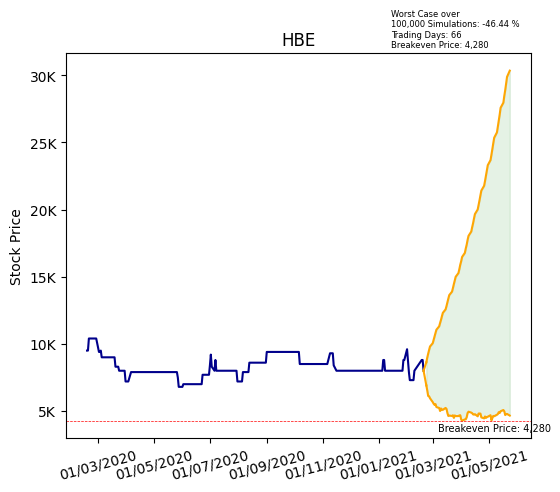 Worst Case over
100,000 Simulations: -46.44 %
Trading Days: 66
Breakeven Price: 4,280
HBE
Stock Price
30K
25K
20K
15K
10K
5K
Breakeven Price: 4,280
01/03/2020
01/05/2020
01/07/2020
01/09/2020
01/11/2020
01/01/2021
01/03/2021
01/05/2021